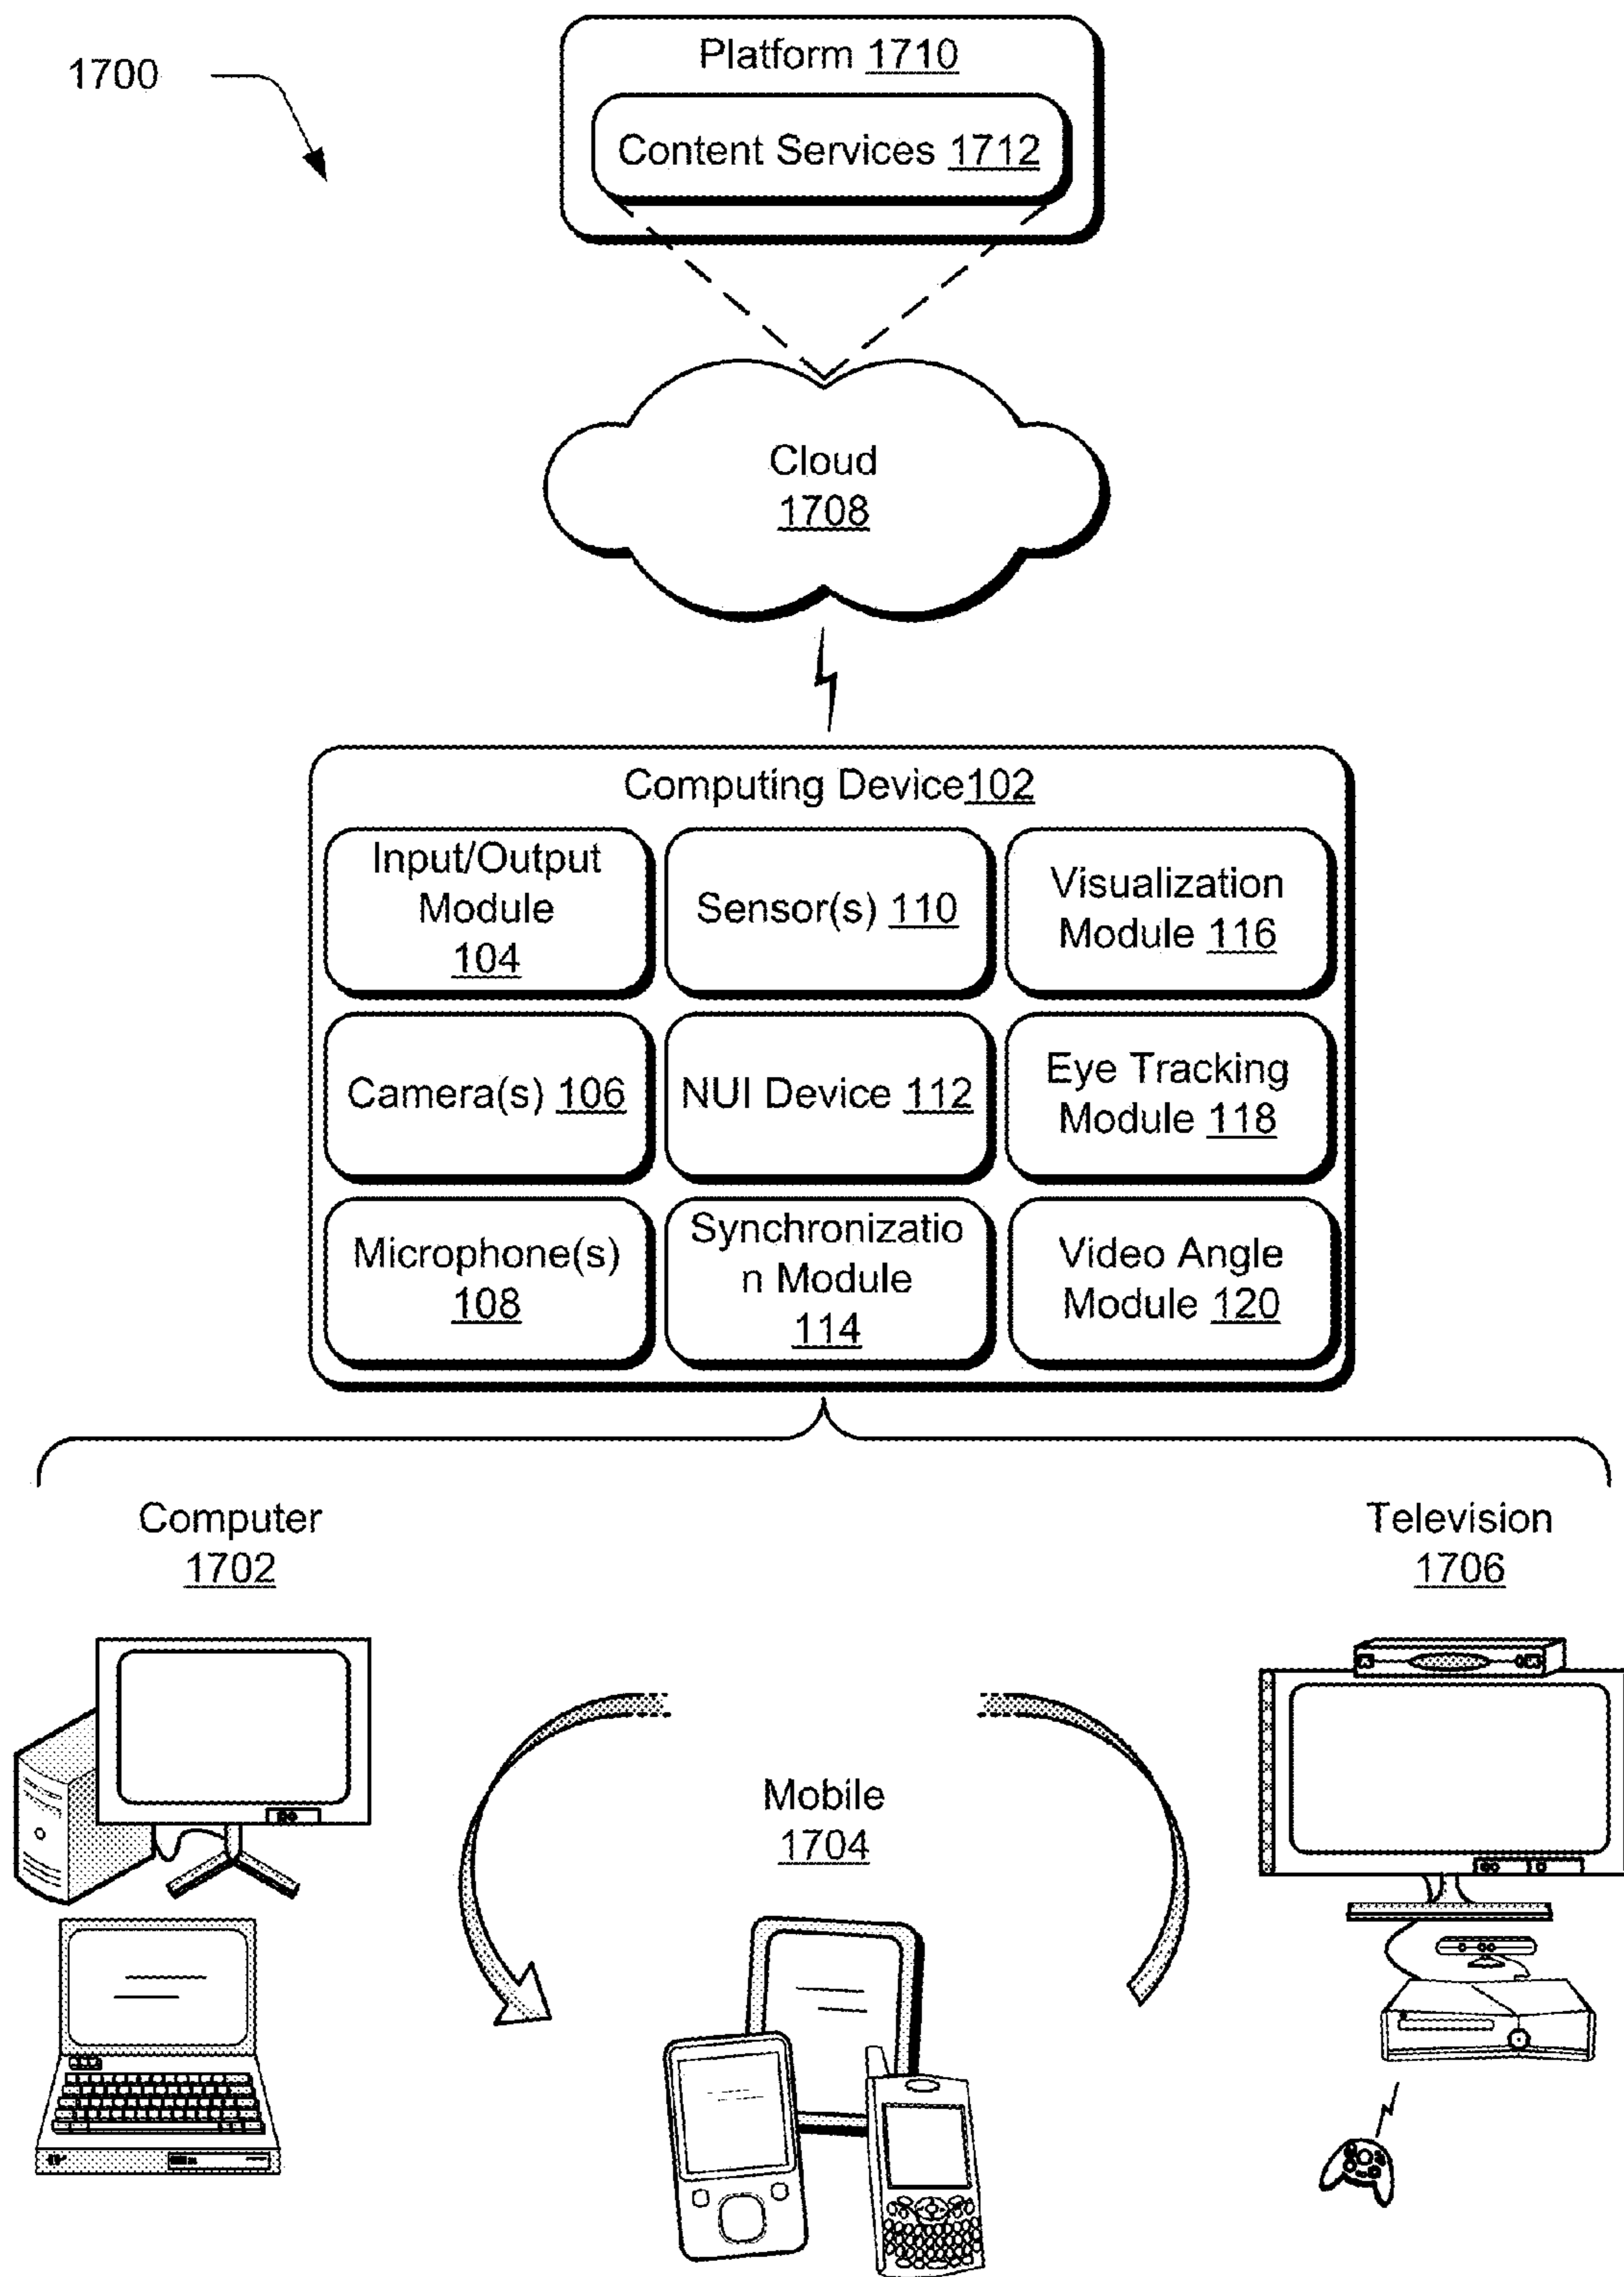 1700
Platform 1710
Content Services 1712
Cloud
1708
Computing Device102
Input/Output
Module
104
Sensor(s) 110
Visualization
Module 116
Camera(s) 106
NUI Device 112
Eye Tracking
Module 118
Microphone(s)
108
Synchronizatio
n Module
114
Video Angle
Module 120
Computer
1702
Television
1706
Mobile
1704